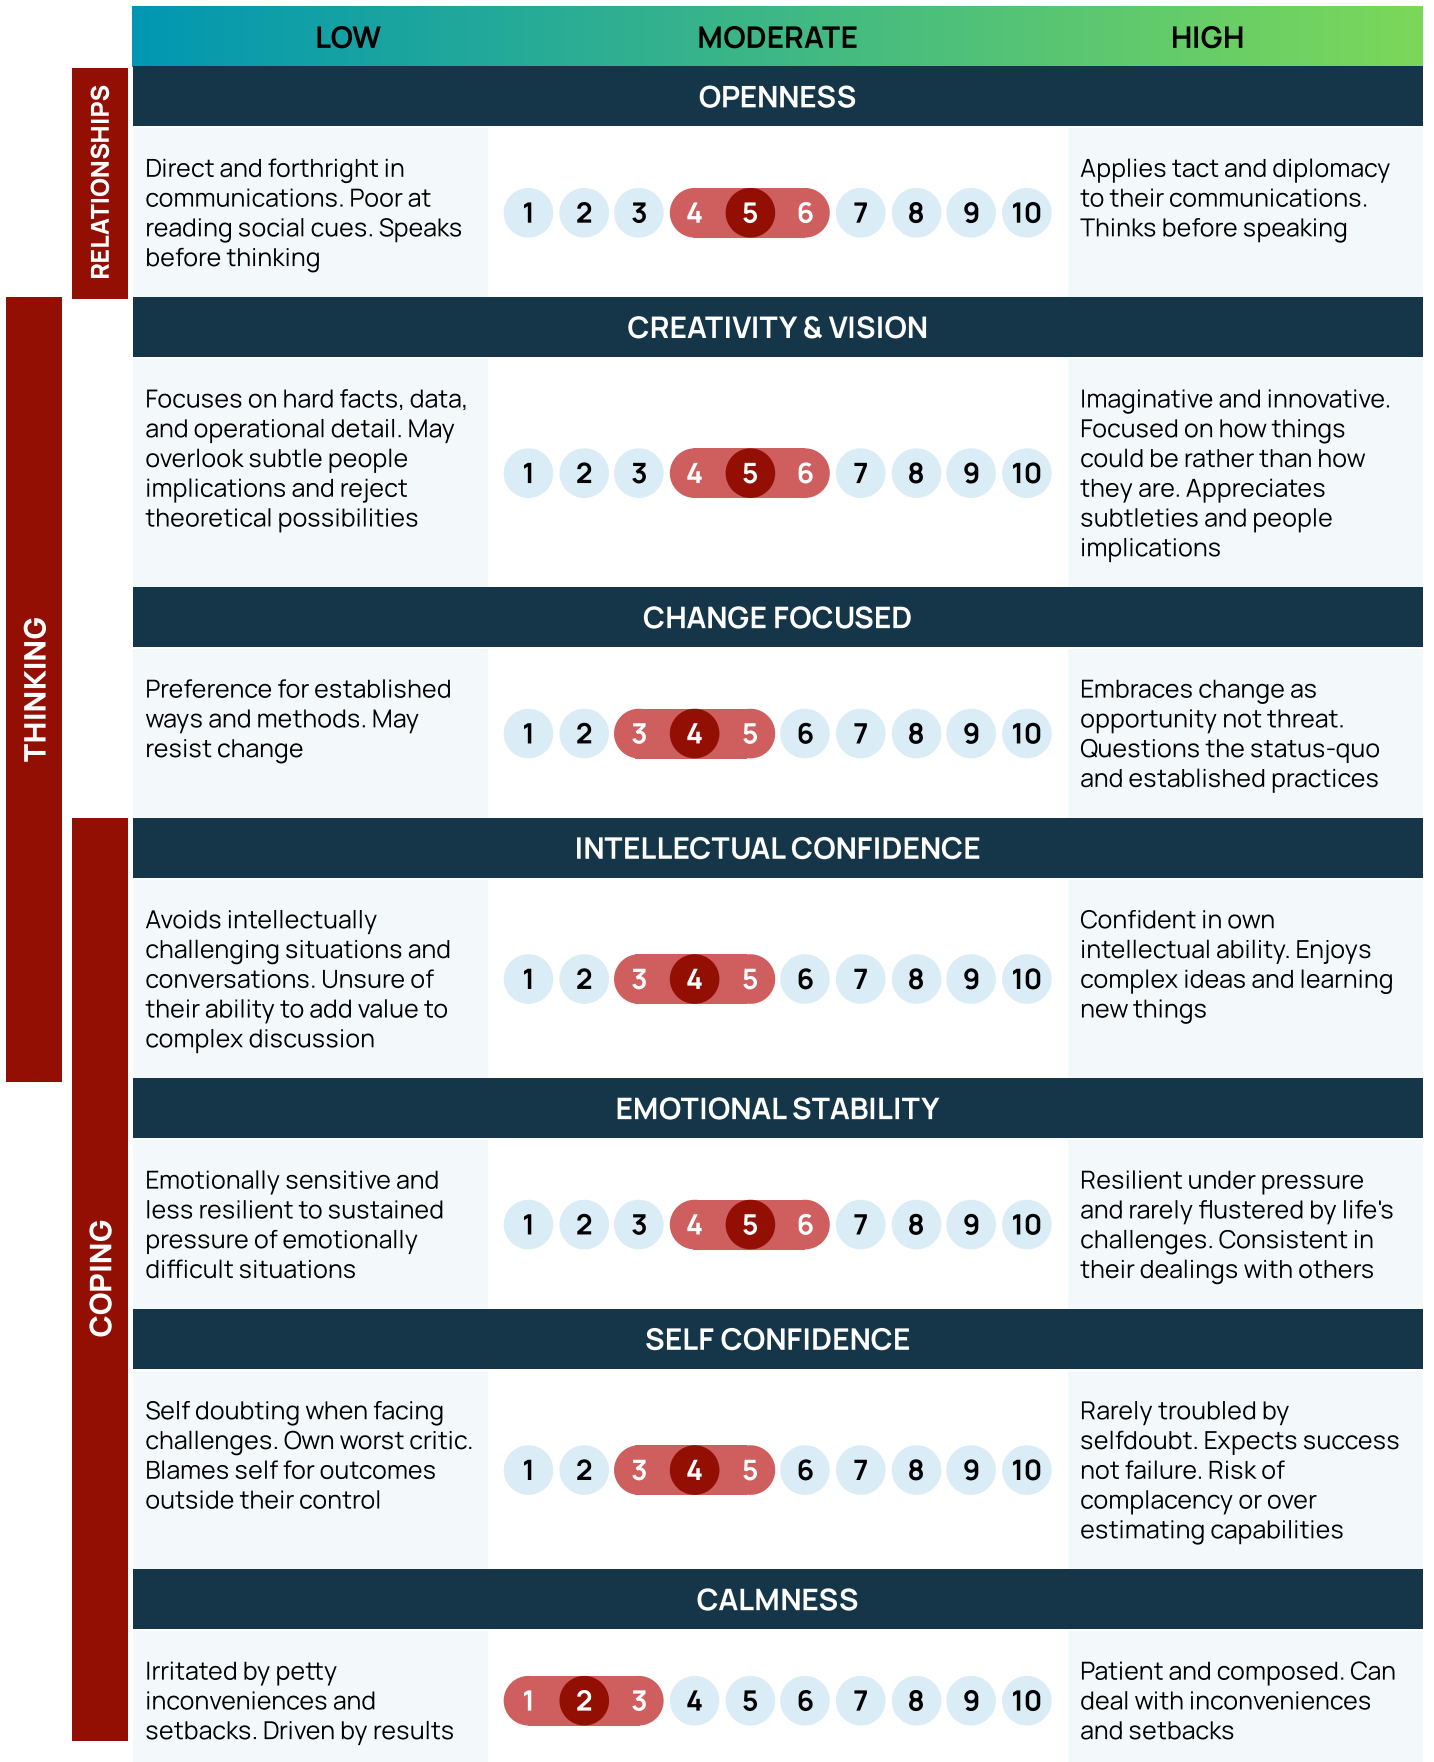 LOW MODERATE HIGH
RELATIONSHIPS
OPENNESS
Direct and forthright in
communications. Poor at
reading social cues. Speaks
before thinking
1 2 3 4 5 6 7 8 9 10
Applies tact and diplomacy
to their communications.
Thinks before speaking
THINKING
CREATIVITY & VISION
Focuses on hard facts, data,
and operational detail. May
overlook subtle people
implications and reject
theoretical possibilities
1 2 3 4 5 6 7 8 9 10
Imaginative and innovative.
Focused on how things
could be rather than how
they are. Appreciates
subtleties and people
implications
CHANGE FOCUSED
Preference for established
ways and methods. May
resist change
1 2 3 4 5 6 7 8 9 10
Embraces change as
opportunity not threat.
Questions the status-quo
and established practices
COPING
INTELLECTUAL CONFIDENCE
Avoids intellectually
challenging situations and
conversations. Unsure of
their ability to add value to
complex discussion
1 2 3 4 5 6 7 8 9 10
Confident in own
intellectual ability. Enjoys
complex ideas and learning
new things
EMOTIONAL STABILITY
Emotionally sensitive and
less resilient to sustained
pressure of emotionally
difficult situations
1 2 3 4 5 6 7 8 9 10
Resilient under pressure
and rarely flustered by life's
challenges. Consistent in
their dealings with others
SELF CONFIDENCE
Self doubting when facing
challenges. Own worst critic.
Blames self for outcomes
outside their control
1 2 3 4 5 6 7 8 9 10
Rarely troubled by
selfdoubt. Expects success
not failure. Risk of
complacency or over
estimating capabilities
CALMNESS
Irritated by petty
inconveniences and
setbacks. Driven by results
1 2 3 4 5 6 7 8 9 10
Patient and composed. Can
deal with inconveniences
and setbacks